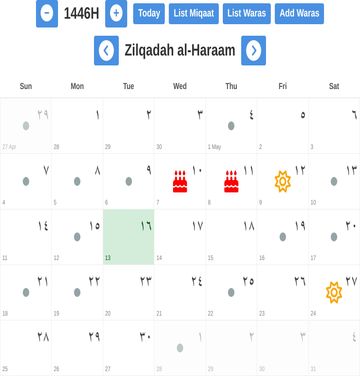 − 1446H + Today List Miqaat List Waras Add Waras
Zilqadah al-Haraam
Sun Mon Tue Wed Thu Fri Sat
٢٩ ١ ٢ ٣ ٤ ٥ ٦
27 Apr 28 29 30 1 May 2 3
٧ ٨ ٩ ١٠ ١١ ١٢ ١٣
4 5 6 7 8 9 10
١٤ ١٥ ١٦ ١٧ ١٨ ١٩ ٢٠
11 12 13 14 15 16 17
٢١ ٢٢ ٢٣ ٢٤ ٢٥ ٢٦ ٢٧
18 19 20 21 22 23 24
٢٨ ٢٩ ٣٠ ١ ٢ ٣ ٤
25 26 27 28 29 30 31